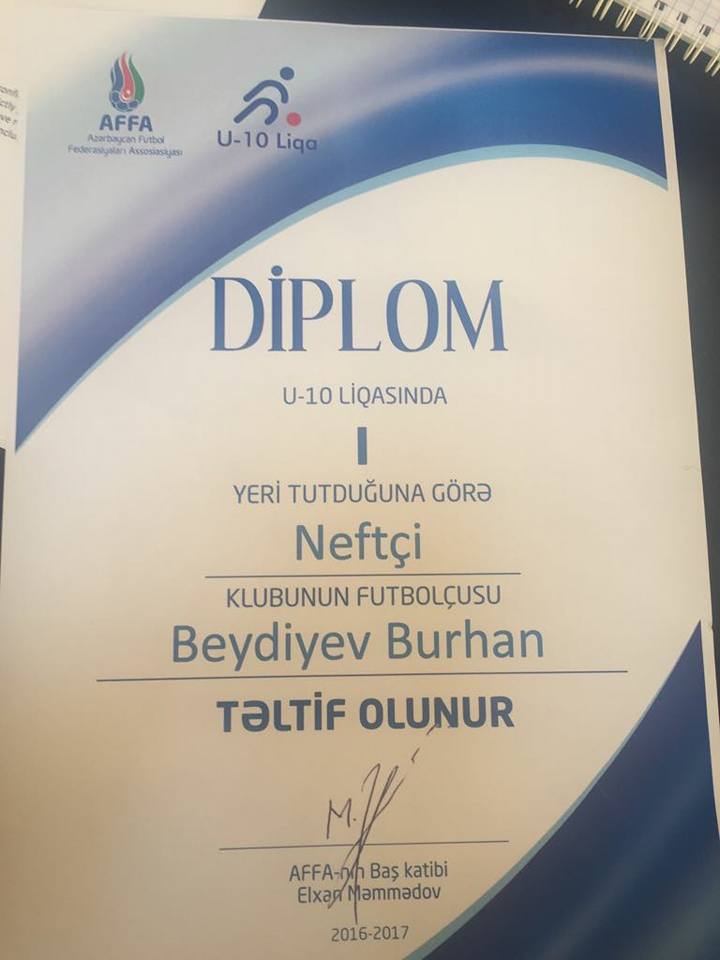 AFFA
Azərbaycan Futbol
Federasiyaları Assosiasiyası
U-10 Liqa
DİPLOM
U-10 LİQASINDA
I
YERİ TUTDUĞUNA GÖRƏ
Neftçi
KLUBUNUN FUTBOLÇUSU
Beydiyev Burhan
TƏLTİF OLUNUR
AFFA-nın Baş katibi
Elxan Məmmədov
2016-2017